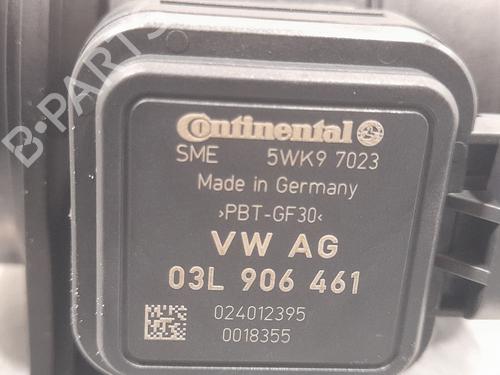 B-PARTS
Continental
SME 5WK9 7023
Made in Germany
>PBT-GF30<
VW AG
03L 906 461
024012395
0018355